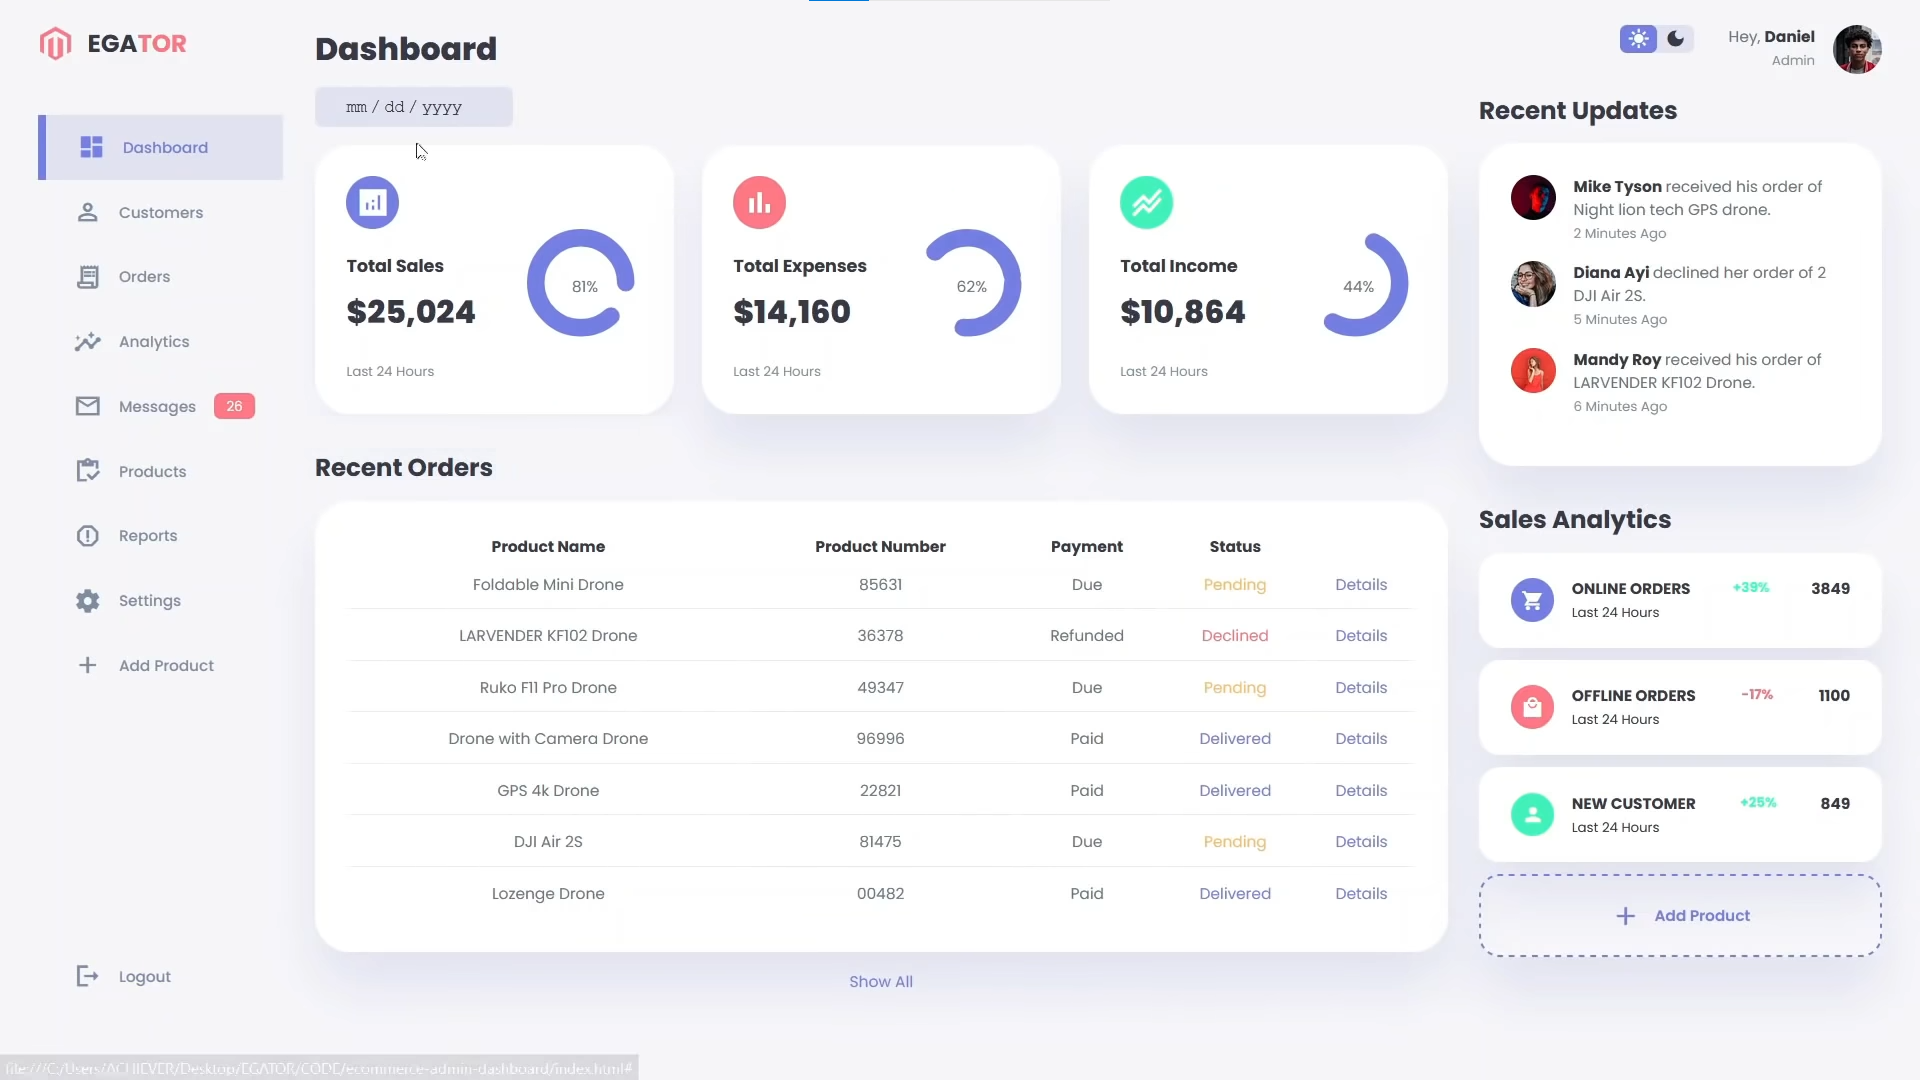 EGATOR
Dashboard
Customers
Orders
Analytics
Messages 26
Products
Reports
Settings
Add Product
Logout
Dashboard
mm / dd / yyyy
Total Sales
$25,024
81%
Last 24 Hours
Total Expenses
$14,160
62%
Last 24 Hours
Total Income
$10,864
44%
Last 24 Hours
Recent Orders
Product Name Product Number Payment Status
Foldable Mini Drone 85631 Due Pending Details
LARVENDER KF102 Drone 36378 Refunded Declined Details
Ruko F11 Pro Drone 49347 Due Pending Details
Drone with Camera Drone 96996 Paid Delivered Details
GPS 4k Drone 22821 Paid Delivered Details
DJI Air 2S 81475 Due Pending Details
Lozenge Drone 00482 Paid Delivered Details
Show All
Hey, Daniel
Admin
Recent Updates
Mike Tyson received his order of
Night lion tech GPS drone.
2 Minutes Ago
Diana Ayi declined her order of 2
DJI Air 2S.
5 Minutes Ago
Mandy Roy received his order of
LARVENDER KF102 Drone.
6 Minutes Ago
Sales Analytics
ONLINE ORDERS +39% 3849
Last 24 Hours
OFFLINE ORDERS -17% 1100
Last 24 Hours
NEW CUSTOMER +25% 849
Last 24 Hours
Add Product
file:///C:/Users/ACHIEVER/Desktop/EGATOR/CODE/ecommerce-admin-dashboard/index.html#